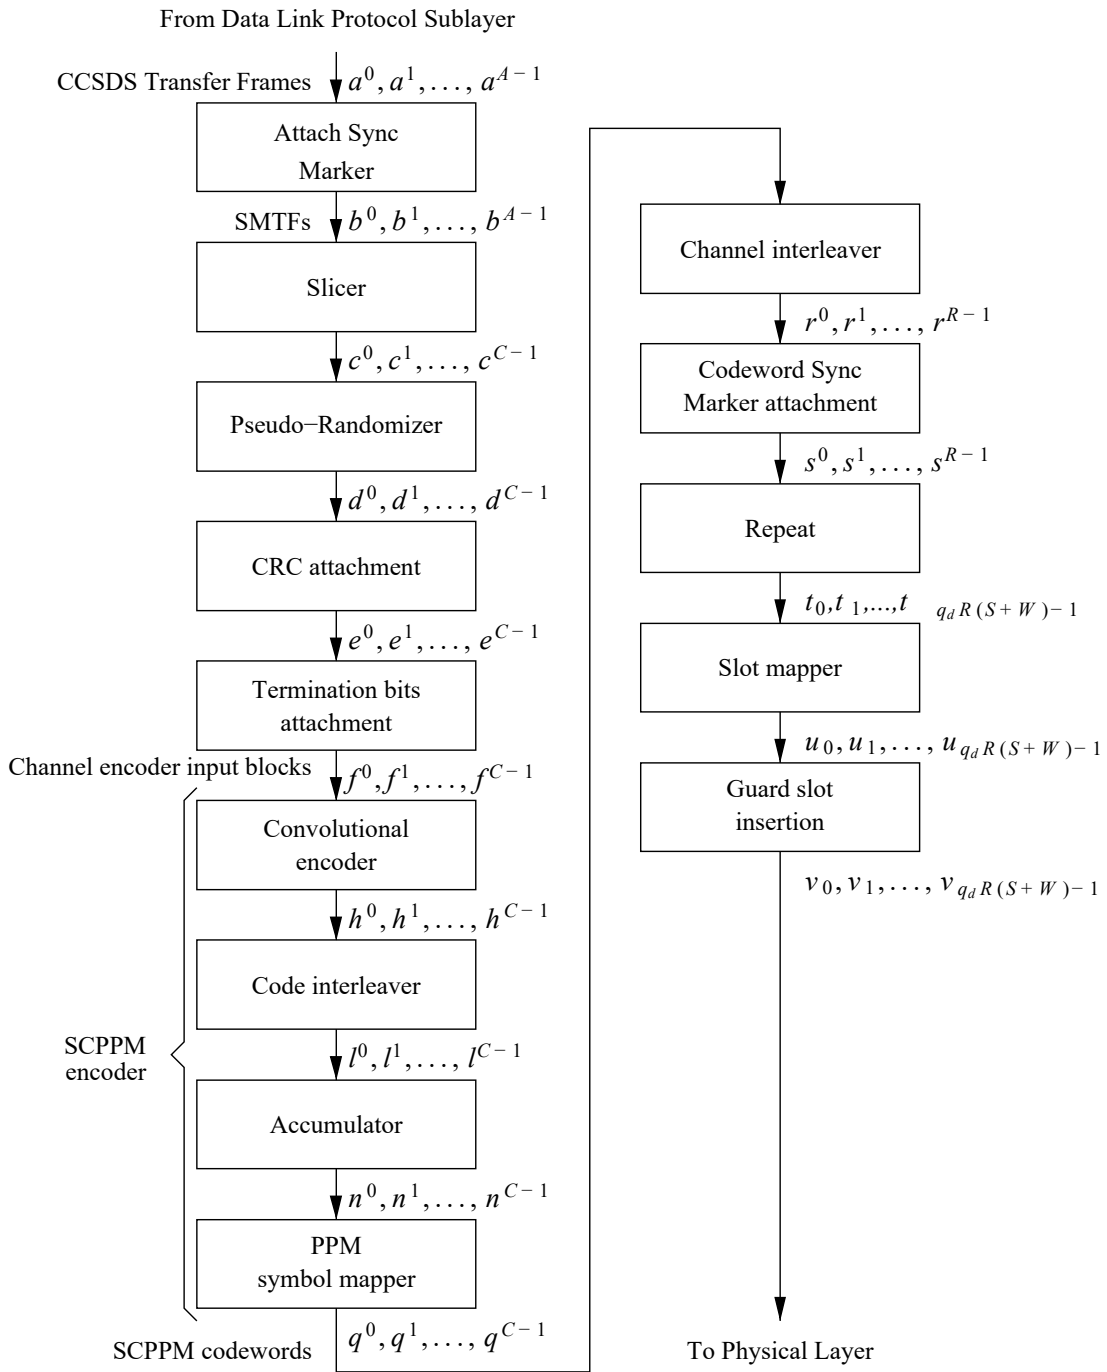 From Data Link Protocol Sublayer
CCSDS Transfer Frames
a^0, a^1, . . . , a^{A−1}
Attach Sync
Marker
SMTFs
b^0, b^1, . . . , b^{A−1}
Slicer
c^0, c^1, . . . , c^{C−1}
Pseudo−Randomizer
d^0, d^1, . . . , d^{C−1}
CRC attachment
e^0, e^1, . . . , e^{C−1}
Termination bits
attachment
Channel encoder input blocks
f^0, f^1, . . . , f^{C−1}
Convolutional
encoder
h^0, h^1, . . . , h^{C−1}
Code interleaver
SCPPM
encoder
l^0, l^1, . . . , l^{C−1}
Accumulator
n^0, n^1, . . . , n^{C−1}
PPM
symbol mapper
SCPPM codewords
q^0, q^1, . . . , q^{C−1}
Channel interleaver
r^0, r^1, . . . , r^{R−1}
Codeword Sync
Marker attachment
s^0, s^1, . . . , s^{R−1}
Repeat
t_0, t_1, ..., t_{q_d R(S+W)−1}
Slot mapper
u_0, u_1, . . . , u_{q_d R(S+W)−1}
Guard slot
insertion
v_0, v_1, . . . , v_{q_d R(S+W)−1}
To Physical Layer